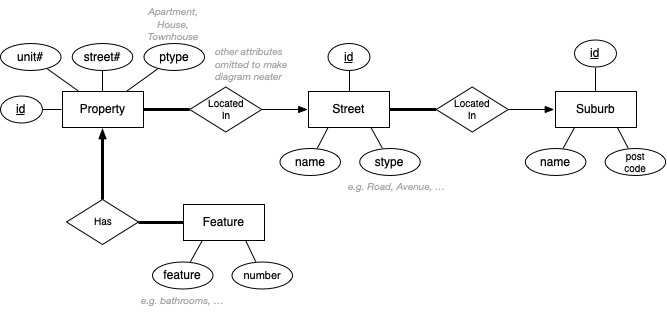 Apartment,
House,
Townhouse
unit#
street#
ptype
other attributes
omitted to make
diagram neater
id
id
id
Property
Located
In
Street
Located
In
Suburb
name
stype
name
post
code
e.g. Road, Avenue, ...
Has
Feature
feature
number
e.g. bathrooms, ...